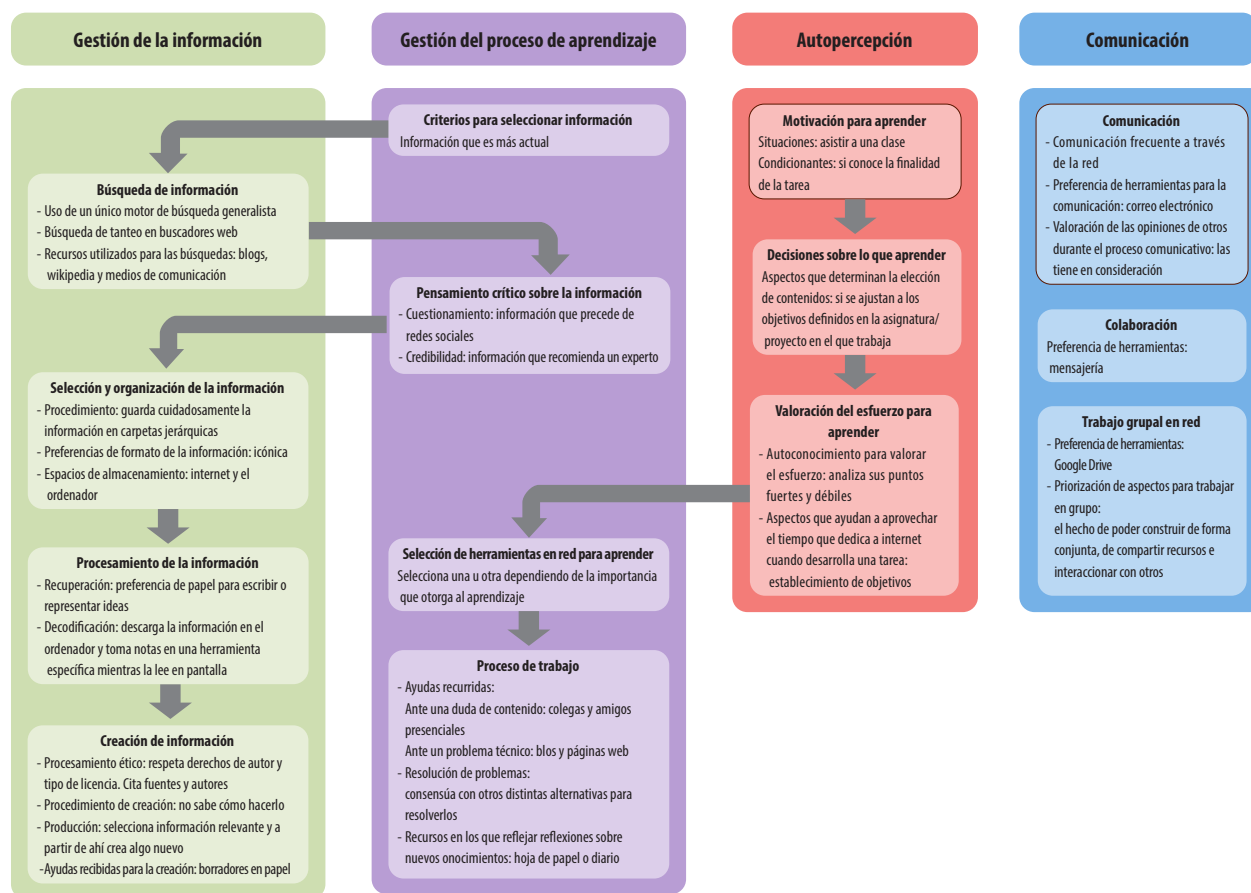 Gestión de la información
Búsqueda de información
- Uso de un único motor de búsqueda generalista
- Búsqueda de tanteo en buscadores web
- Recursos utilizados para las búsquedas: blogs,
wikipedia y medios de comunicación
Selección y organización de la información
- Procedimiento: guarda cuidadosamente la
información en carpetas jerárquicas
- Preferencias de formato de la información: icónica
- Espacios de almacenamiento: internet y el
ordenador
Procesamiento de la información
- Recuperación: preferencia de papel para escribir o
representar ideas
- Decodificación: descarga la información en el
ordenador y toma notas en una herramienta
específica mientras la lee en pantalla
Creación de información
- Procesamiento ético: respeta derechos de autor y
tipo de licencia. Cita fuentes y autores
- Procedimiento de creación: no sabe cómo hacerlo
- Producción: selecciona información relevante y a
partir de ahí crea algo nuevo
-Ayudas recibidas para la creación: borradores en papel
Gestión del proceso de aprendizaje
Criterios para seleccionar información
Información que es más actual
Pensamiento crítico sobre la información
- Cuestionamiento: información que precede de
redes sociales
- Credibilidad: información que recomienda un experto
Selección de herramientas en red para aprender
Selecciona una u otra dependiendo de la importancia
que otorga al aprendizaje
Proceso de trabajo
- Ayudas recurridas:
Ante una duda de contenido: colegas y amigos
presenciales
Ante un problema técnico: blos y páginas web
- Resolución de problemas:
consensúa con otros distintas alternativas para
resolverlos
- Recursos en los que reflejar reflexiones sobre
nuevos onocimientos: hoja de papel o diario
Autopercepción
Motivación para aprender
Situaciones: asistir a una clase
Condicionantes: si conoce la finalidad
de la tarea
Decisiones sobre lo que aprender
Aspectos que determinan la elección
de contenidos: si se ajustan a los
objetivos definidos en la asignatura/
proyecto en el que trabaja
Valoración del esfuerzo para
aprender
- Autoconocimiento para valorar
el esfuerzo: analiza sus puntos
fuertes y débiles
- Aspectos que ayudan a aprovechar
el tiempo que dedica a internet
cuando desarrolla una tarea:
establecimiento de objetivos
Comunicación
Comunicación
- Comunicación frecuente a través
de la red
- Preferencia de herramientas para la
comunicación: correo electrónico
- Valoración de las opiniones de otros
durante el proceso comunicativo: las
tiene en consideración
Colaboración
Preferencia de herramientas:
mensajería
Trabajo grupal en red
- Preferencia de herramientas:
Google Drive
- Priorización de aspectos para trabajar
en grupo:
el hecho de poder construir de forma
conjunta, de compartir recursos e
interaccionar con otros